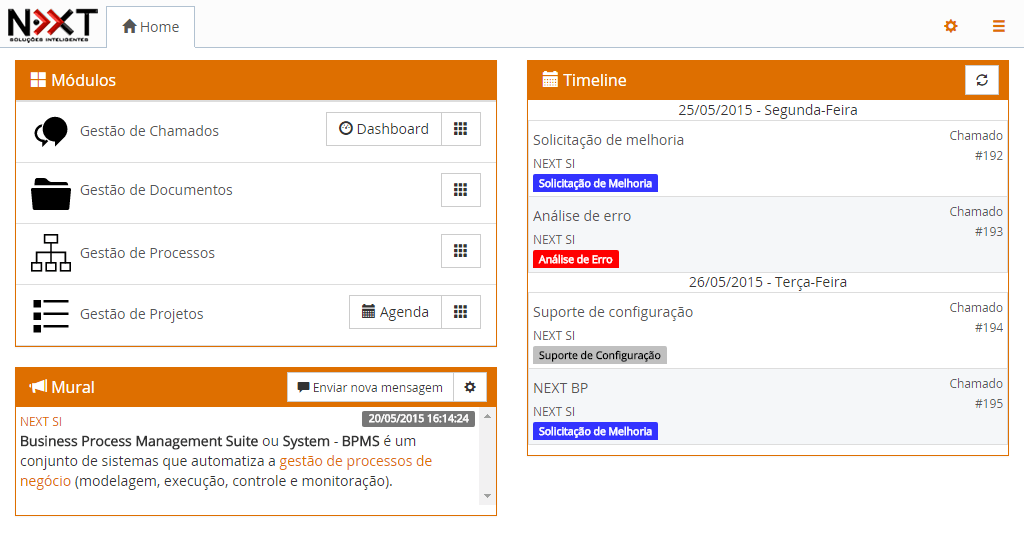 NEXT
SOLUÇÕES INTELIGENTES
Home
Módulos
Gestão de Chamados
Dashboard
Gestão de Documentos
Gestão de Processos
Gestão de Projetos
Agenda
Mural
Enviar nova mensagem
NEXT SI
20/05/2015 16:14:24
Business Process Management Suite ou System - BPMS é um
conjunto de sistemas que automatiza a gestão de processos de
negócio (modelagem, execução, controle e monitoração).
Timeline
25/05/2015 - Segunda-Feira
Solicitação de melhoria
Chamado
NEXT SI
#192
Solicitação de Melhoria
Análise de erro
Chamado
NEXT SI
#193
Análise de Erro
26/05/2015 - Terça-Feira
Suporte de configuração
Chamado
NEXT SI
#194
Suporte de Configuração
NEXT BP
Chamado
NEXT SI
#195
Solicitação de Melhoria